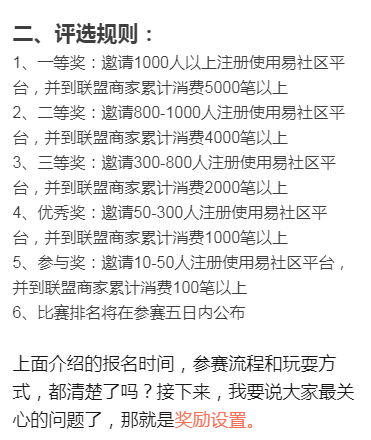 二、评选规则：
1、一等奖：邀请1000人以上注册使用易社区平
台，并到联盟商家累计消费5000笔以上
2、二等奖：邀请800-1000人注册使用易社区平
台，并到联盟商家累计消费4000笔以上
3、三等奖：邀请300-800人注册使用易社区平
台，并到联盟商家累计消费2000笔以上
4、优秀奖：邀请50-300人注册使用易社区平
台，并到联盟商家累计消费1000笔以上
5、参与奖：邀请10-50人注册使用易社区平台，
并到联盟商家累计消费100笔以上
6、比赛排名将在参赛五日内公布
上面介绍的报名时间，参赛流程和玩耍方
式，都清楚了吗？接下来，我要说大家最关
心的问题了，那就是奖励设置。